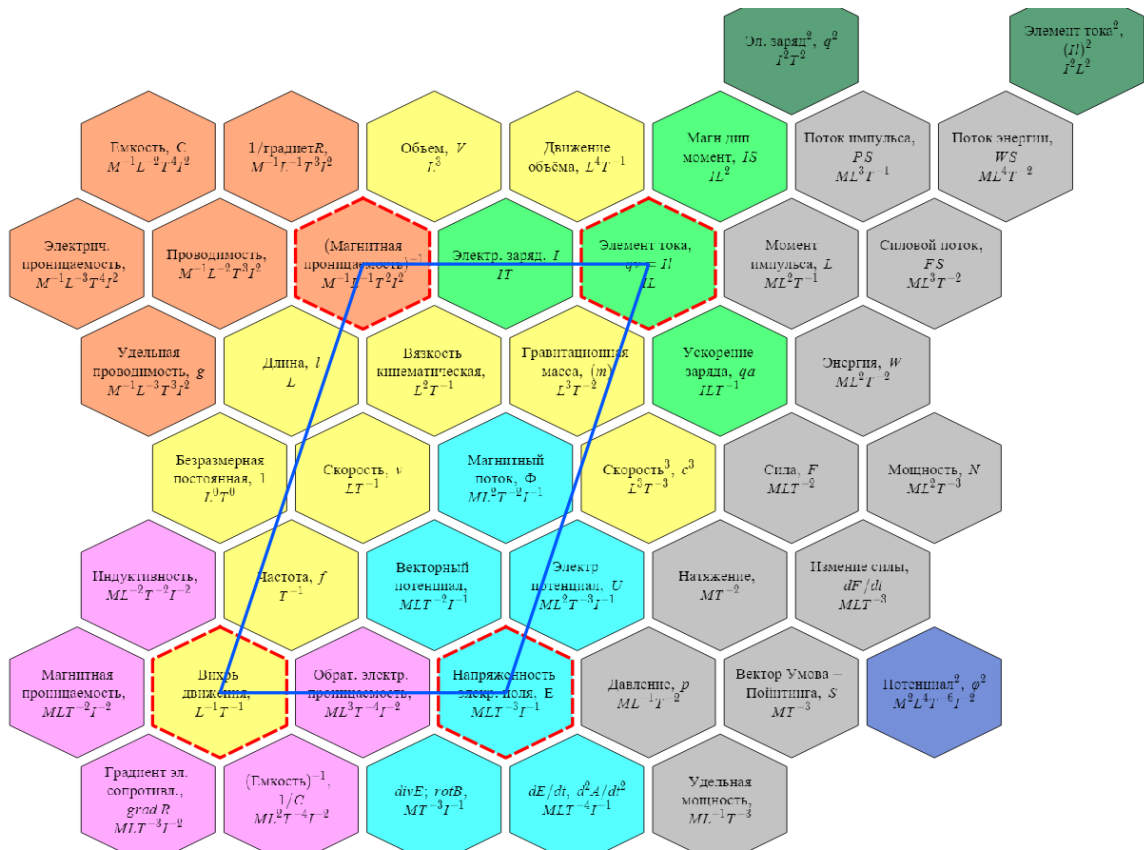 Эл. заряд², q²
I²T²
Элемент тока²,
(Il)²
I²L²
Емкость, C
M⁻¹L⁻²T⁴I²
1/градиетR,
M⁻¹L⁻¹T³I²
Объем, V
L³
Движение
объёма, L⁴T⁻¹
Магн дип
момент, IS
IL²
Поток импульса,
PS
ML³T⁻¹
Поток энергии,
WS
ML⁴T⁻²
Электрич.
проницаемость,
M⁻¹L⁻³T⁴I²
Проводимость,
M⁻¹L⁻²T³I²
(Магнитная
проницаемость)⁻¹
M⁻¹L⁻¹T²I²
Электр. заряд. I
IT
Элемент тока,
qv = Il
IL
Момент
импульса, L
ML²T⁻¹
Силовой поток,
FS
ML³T⁻²
Удельная
проводимость, g
M⁻¹L⁻³T³I²
Длина, l
L
Вязкость
кинематическая,
L²T⁻¹
Гравитационная
масса, (m)
L³T⁻²
Ускорение
заряда, qa
ILT⁻¹
Энергия, W
ML²T⁻²
Безразмерная
постоянная, 1
L⁰T⁰
Скорость, v
LT⁻¹
Магнитный
поток, Φ
ML²T⁻²I⁻¹
Скорость³, c³
L³T⁻³
Сила, F
MLT⁻²
Мощность, N
ML²T⁻³
Индуктивность,
ML⁻²T⁻²I⁻²
Частота, f
T⁻¹
Векторный
потенциал,
MLT⁻²I⁻¹
Электр
потенциал, U
ML²T⁻³I⁻¹
Натяжение,
MT⁻²
Измение силы,
dF/dt
MLT⁻³
Магнитная
проницаемость,
MLT⁻²I⁻²
Вихрь
движения,
L⁻¹T⁻¹
Обрат. электр.
проницаемость,
ML³T⁻⁴I⁻²
Напряженность
элекр. поля, E
MLT⁻³I⁻¹
Давление, p
ML⁻¹T⁻²
Вектор Умова −
Пойнтинга, S
MT⁻³
Потенциал², φ²
M²L⁴T⁻⁶I⁻²
Градиент эл.
сопротивл.,
grad R
MLT⁻³I⁻²
(Емкость)⁻¹,
1/C
ML²T⁻⁴I⁻²
divE; rotB,
MT⁻³I⁻¹
dE/dt, d²A/dt²
MLT⁻⁴I⁻¹
Удельная
мощность,
ML⁻¹T⁻³